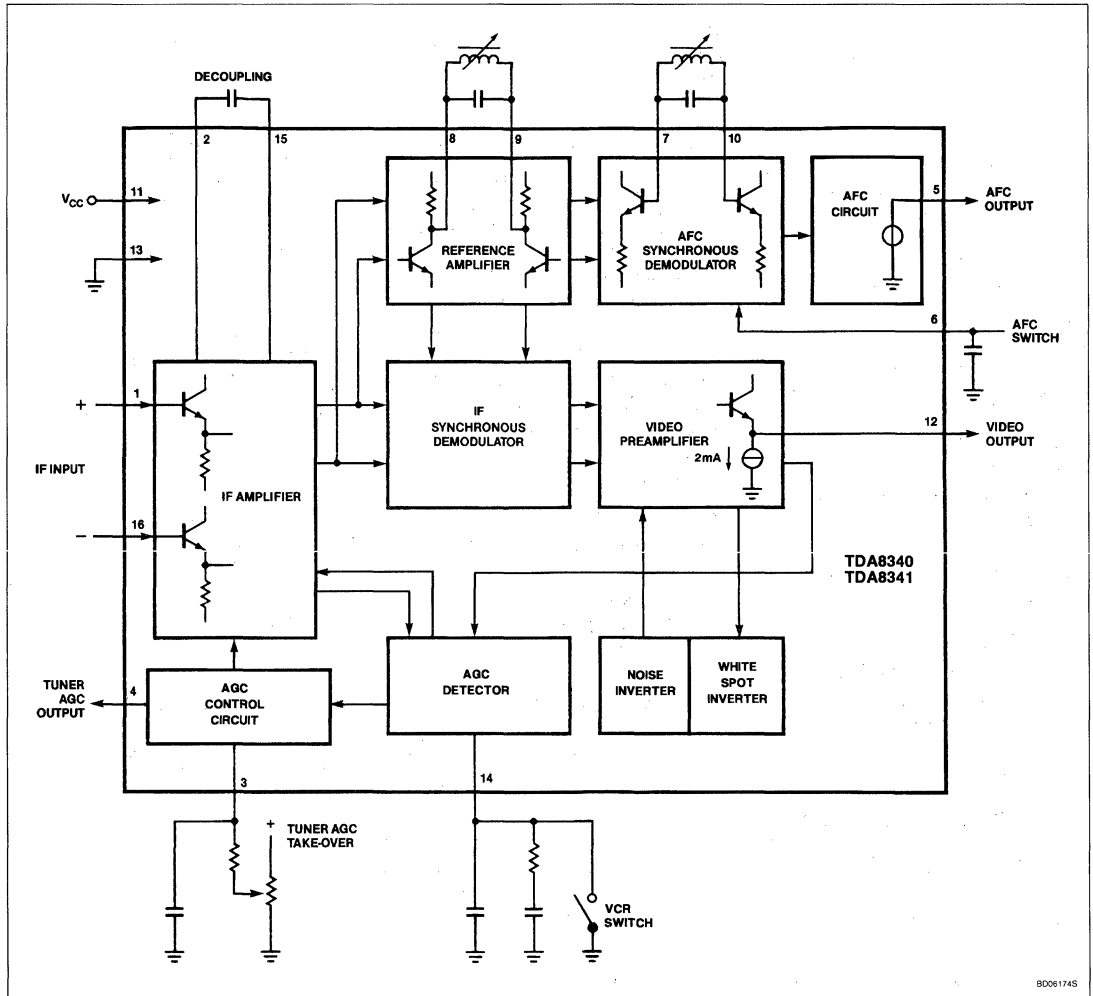 DECOUPLING
2
15
8
9
7
10
11
VCC
13
REFERENCE
AMPLIFIER
AFC
SYNCHRONOUS
DEMODULATOR
AFC
CIRCUIT
5
AFC
OUTPUT
6
AFC
SWITCH
1
+
IF INPUT
16
−
IF AMPLIFIER
IF
SYNCHRONOUS
DEMODULATOR
VIDEO
PREAMPLIFIER
2mA
12
VIDEO
OUTPUT
TDA8340
TDA8341
TUNER
AGC
OUTPUT
4
AGC
CONTROL
CIRCUIT
AGC
DETECTOR
NOISE
INVERTER
WHITE
SPOT
INVERTER
3
14
+
TUNER AGC
TAKE-OVER
VCR
SWITCH
BD06174S